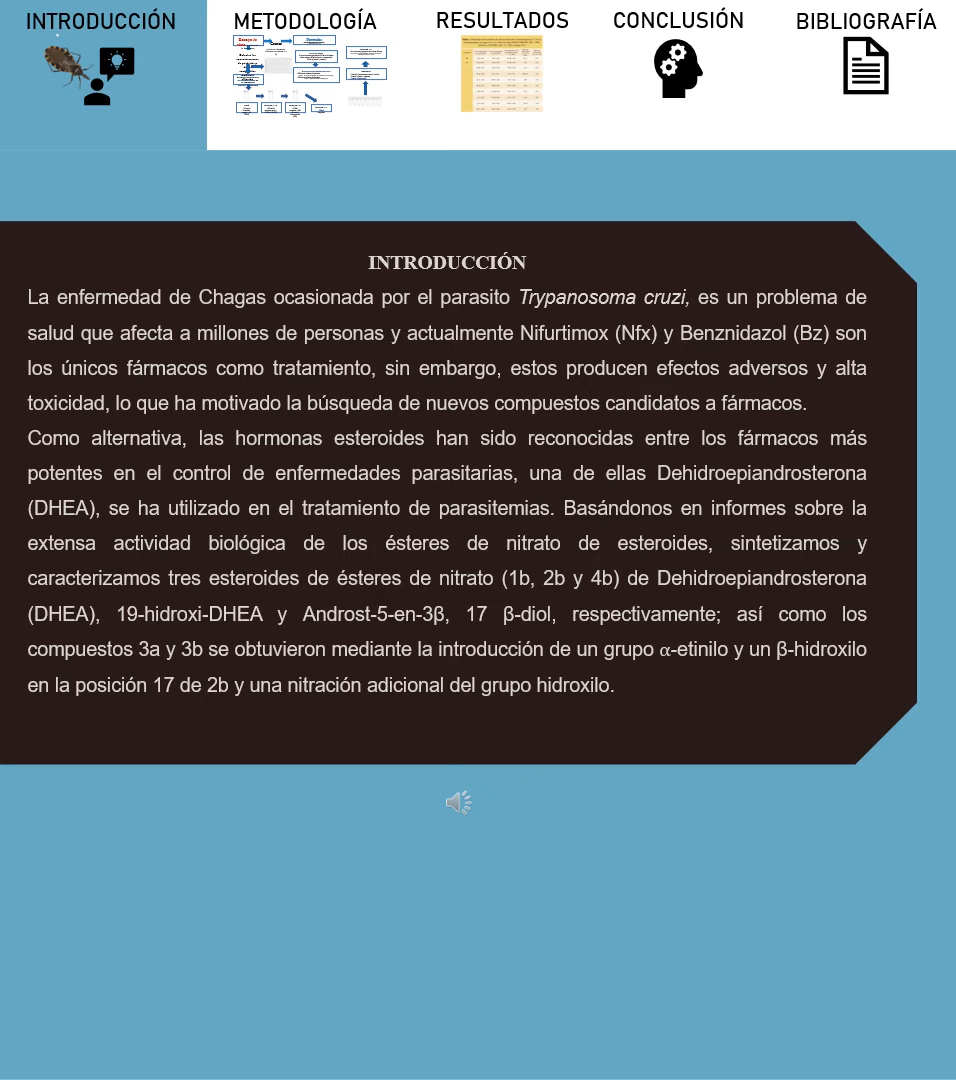 INTRODUCCIÓN
METODOLOGÍA
RESULTADOS
CONCLUSIÓN
BIBLIOGRAFÍA
INTRODUCCIÓN
La enfermedad de Chagas ocasionada por el parasito Trypanosoma cruzi, es un problema de
salud que afecta a millones de personas y actualmente Nifurtimox (Nfx) y Benznidazol (Bz) son
los únicos fármacos como tratamiento, sin embargo, estos producen efectos adversos y alta
toxicidad, lo que ha motivado la búsqueda de nuevos compuestos candidatos a fármacos.
Como alternativa, las hormonas esteroides han sido reconocidas entre los fármacos más
potentes en el control de enfermedades parasitarias, una de ellas Dehidroepiandrosterona
(DHEA), se ha utilizado en el tratamiento de parasitemias. Basándonos en informes sobre la
extensa actividad biológica de los ésteres de nitrato de esteroides, sintetizamos y
caracterizamos tres esteroides de ésteres de nitrato (1b, 2b y 4b) de Dehidroepiandrosterona
(DHEA), 19-hidroxi-DHEA y Androst-5-en-3β, 17 β-diol, respectivamente; así como los
compuestos 3a y 3b se obtuvieron mediante la introducción de un grupo α-etinilo y un β-hidroxilo
en la posición 17 de 2b y una nitración adicional del grupo hidroxilo.